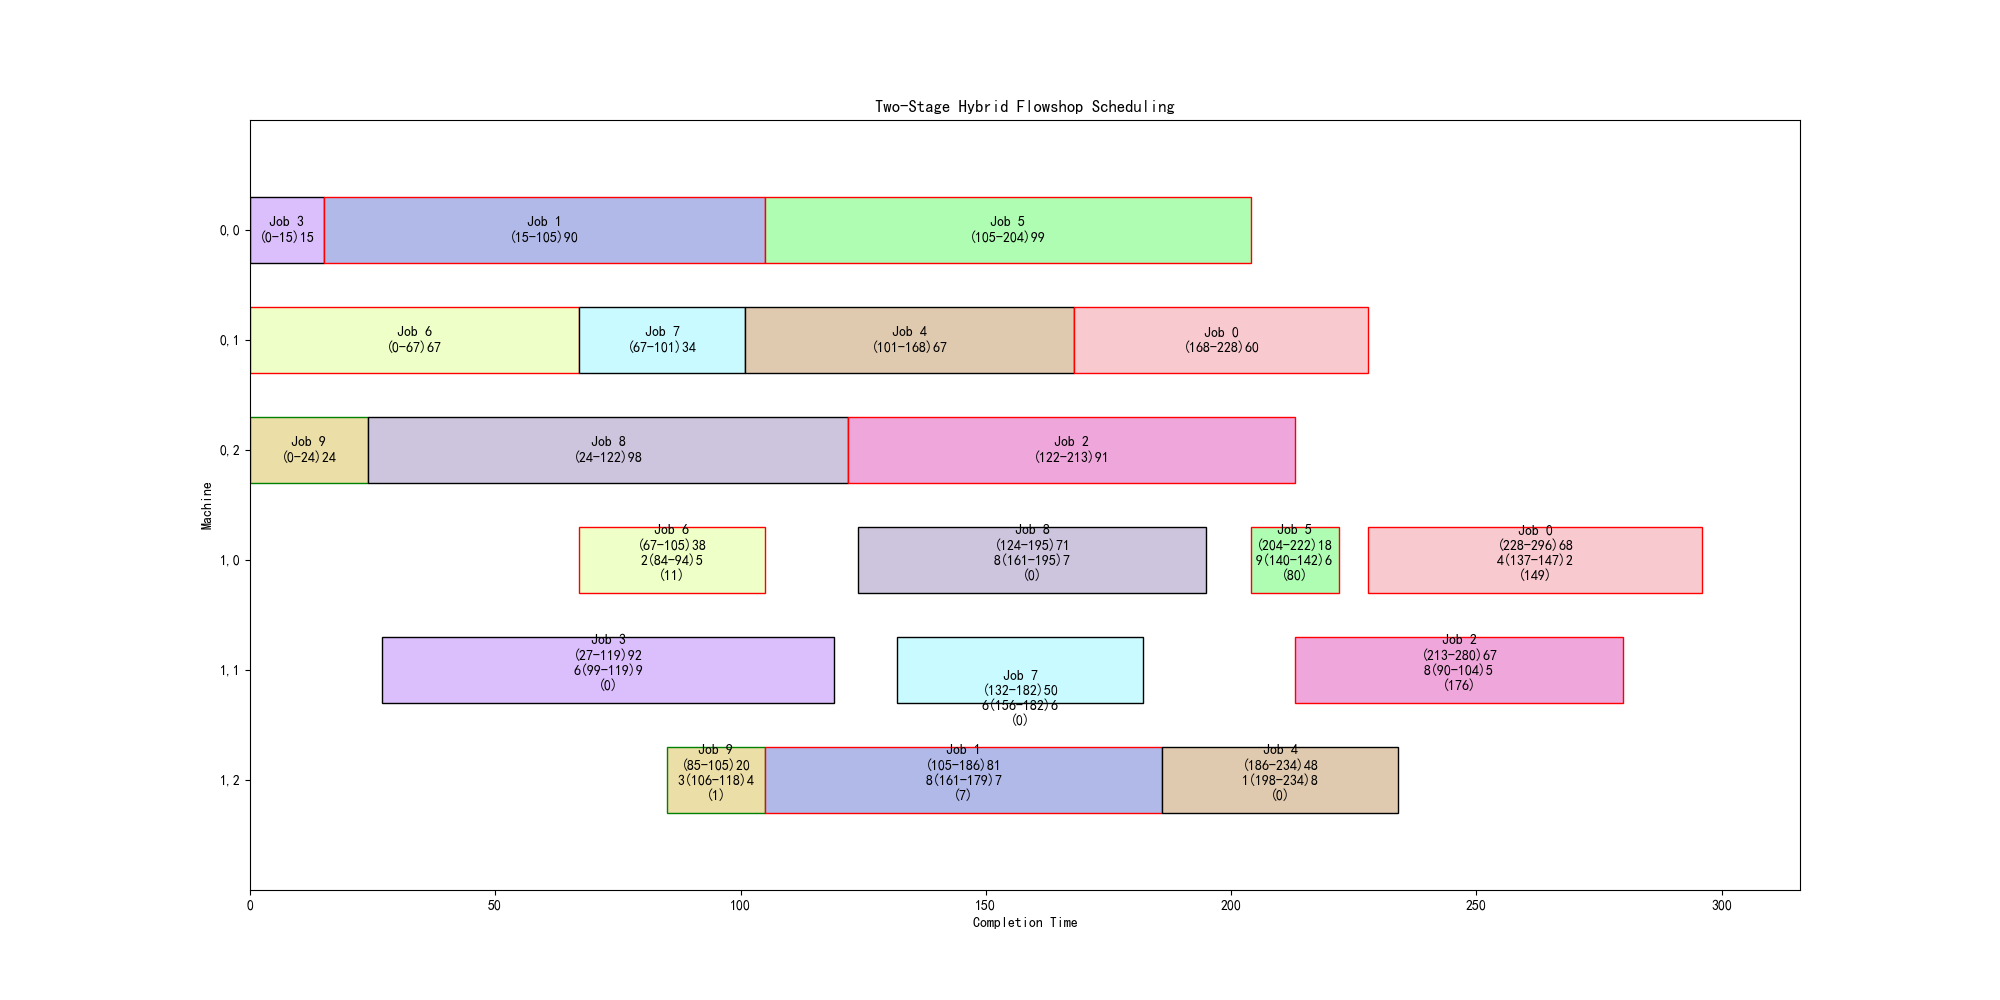 Two-Stage Hybrid Flowshop Scheduling
0,0
Job 3
(0-15)15
Job 1
(15-105)90
Job 5
(105-204)99
0,1
Job 6
(0-67)67
Job 7
(67-101)34
Job 4
(101-168)67
Job 0
(168-228)60
0,2
Job 9
(0-24)24
Job 8
(24-122)98
Job 2
(122-213)91
Machine
1,0
Job 6
(67-105)38
2(84-94)5
(11)
Job 8
(124-195)71
8(161-195)7
(0)
Job 5
(204-222)18
9(140-142)6
(80)
Job 0
(228-296)68
4(137-147)2
(149)
1,1
Job 3
(27-119)92
6(99-119)9
(0)
Job 7
(132-182)50
6(156-182)6
(0)
Job 2
(213-280)67
8(90-104)5
(176)
1,2
Job 9
(85-105)20
3(106-118)4
(1)
Job 1
(105-186)81
8(161-179)7
(7)
Job 4
(186-234)48
1(198-234)8
(0)
0 50 100 150 200 250 300
Completion Time